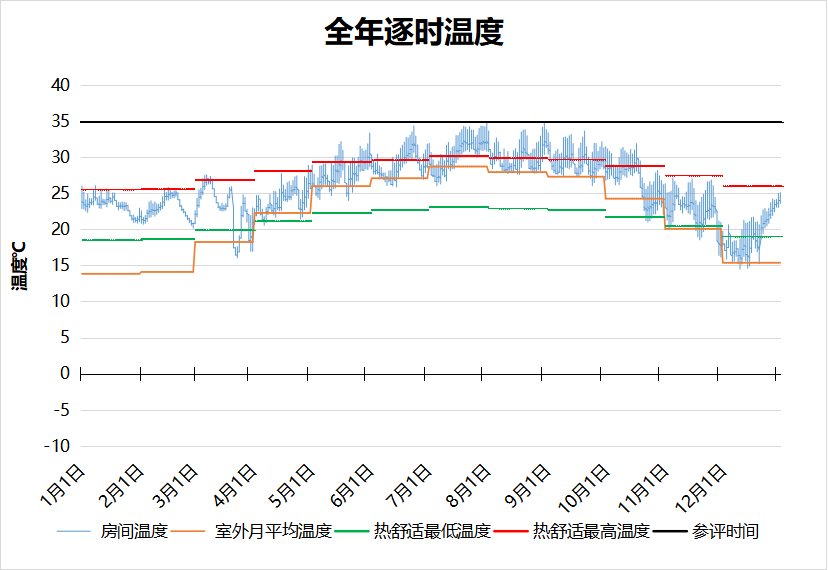 全年逐时温度
40
35
30
25
20
15
10
5
0
-5
-10
温度℃
1月1日
2月1日
3月1日
4月1日
5月1日
6月1日
7月1日
8月1日
9月1日
10月1日
11月1日
12月1日
房间温度 室外月平均温度 热舒适最低温度 热舒适最高温度 参评时间